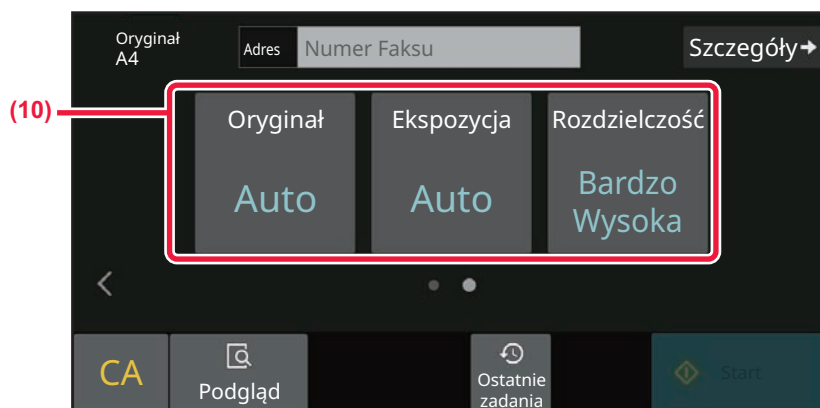 Oryginał
A4
Adres Numer Faksu
Szczegóły
(10)
Oryginał Ekspozycja Rozdzielczość
Auto Auto Bardzo
Wysoka
CA
Podgląd
Ostatnie
zadania
Start